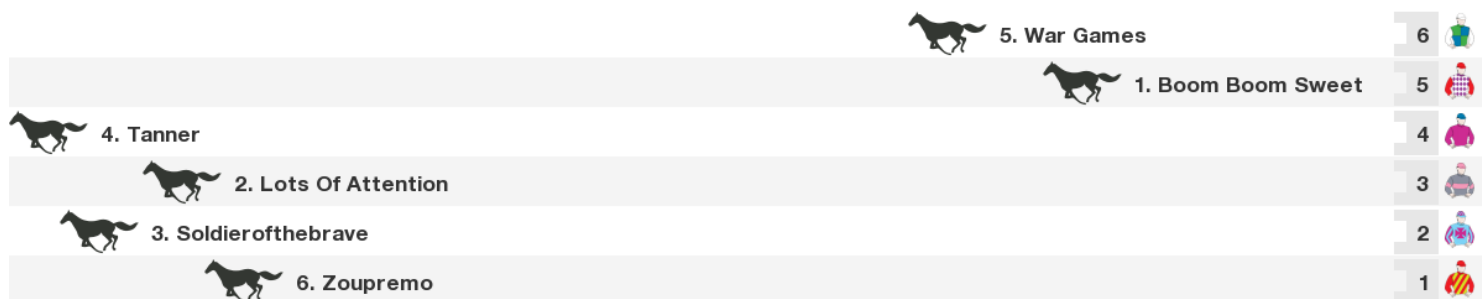 5. War Games 6
1. Boom Boom Sweet 5
4. Tanner 4
2. Lots Of Attention 3
3. Soldierofthebrave 2
6. Zoupremo 1